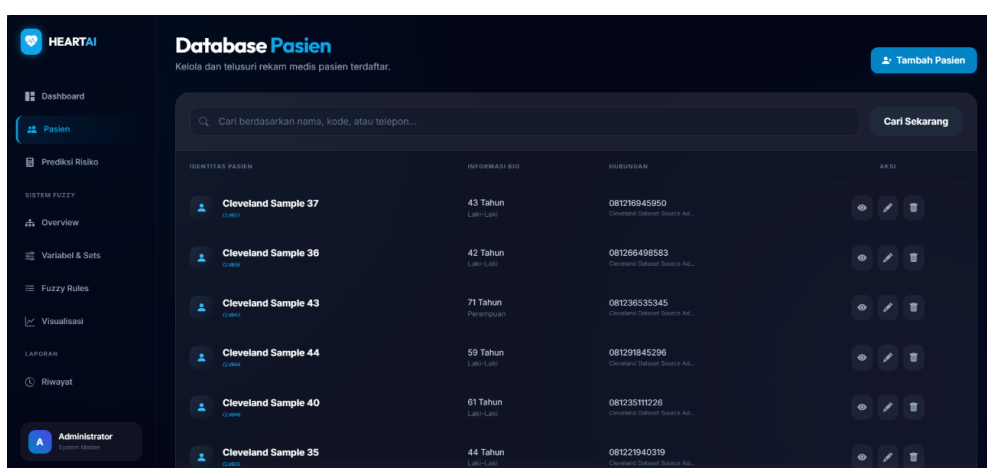 HEARTAI
Database Pasien
Kelola dan telusuri rekam medis pasien terdaftar.
Tambah Pasien
Dashboard
Pasien
Prediksi Risiko
SISTEM FUZZY
Overview
Variabel & Sets
Fuzzy Rules
Visualisasi
LAPORAN
Riwayat
A
Administrator
System Master
Cari berdasarkan nama, kode, atau telepon...
Cari Sekarang
IDENTITAS PASIEN INFORMASI BIO HUBUNGAN AKSI
Cleveland Sample 37 43 Tahun 081216945950
Laki-Laki Cleveland Dataset Source Ad...
Cleveland Sample 36 42 Tahun 081266498583
Laki-Laki Cleveland Dataset Source Ad...
Cleveland Sample 43 71 Tahun 081236535345
Perempuan Cleveland Dataset Source Ad...
Cleveland Sample 44 59 Tahun 081291845296
Laki-Laki Cleveland Dataset Source Ad...
Cleveland Sample 40 61 Tahun 081235111226
Laki-Laki Cleveland Dataset Source Ad...
Cleveland Sample 35 44 Tahun 081221940319
Laki-Laki Cleveland Dataset Source Ad...